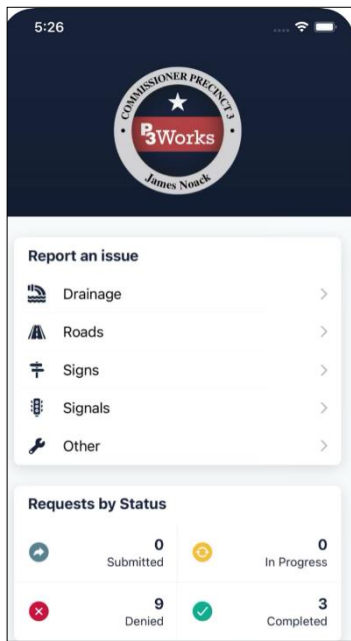 5:26
COMMISSIONER PRECINCT 3
P3Works
James Noack
Report an issue
Drainage
Roads
Signs
Signals
Other
Requests by Status
0
Submitted
0
In Progress
9
Denied
3
Completed